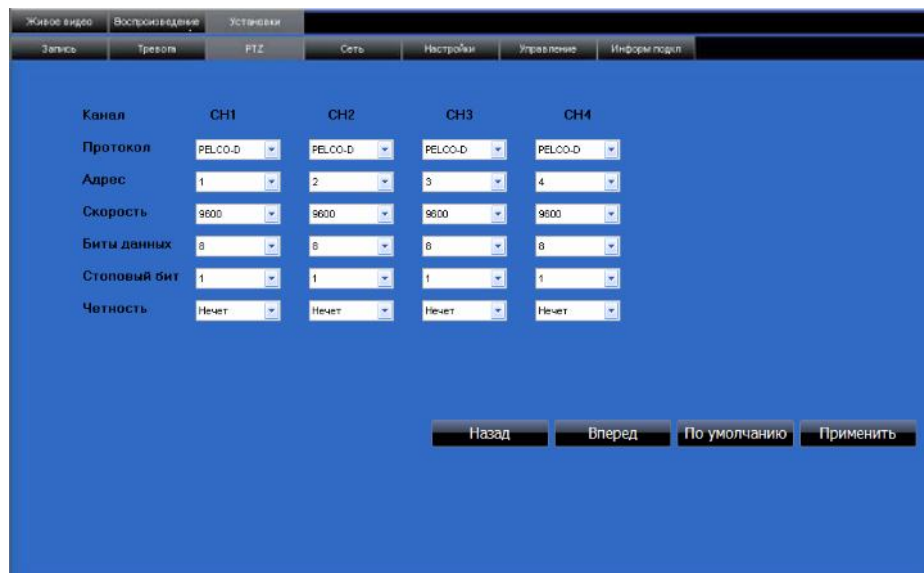 Живое видео Воспроизведение Установки
Запись Тревога PTZ Сеть Настройки Управление Информ подкл
Канал CH1 CH2 CH3 CH4
Протокол PELCO-D PELCO-D PELCO-D PELCO-D
Адрес 1 2 3 4
Скорость 9600 9600 9600 9600
Биты данных 8 8 8 8
Стоповый бит 1 1 1 1
Четность Нечет Нечет Нечет Нечет
Назад Вперед По умолчанию Применить